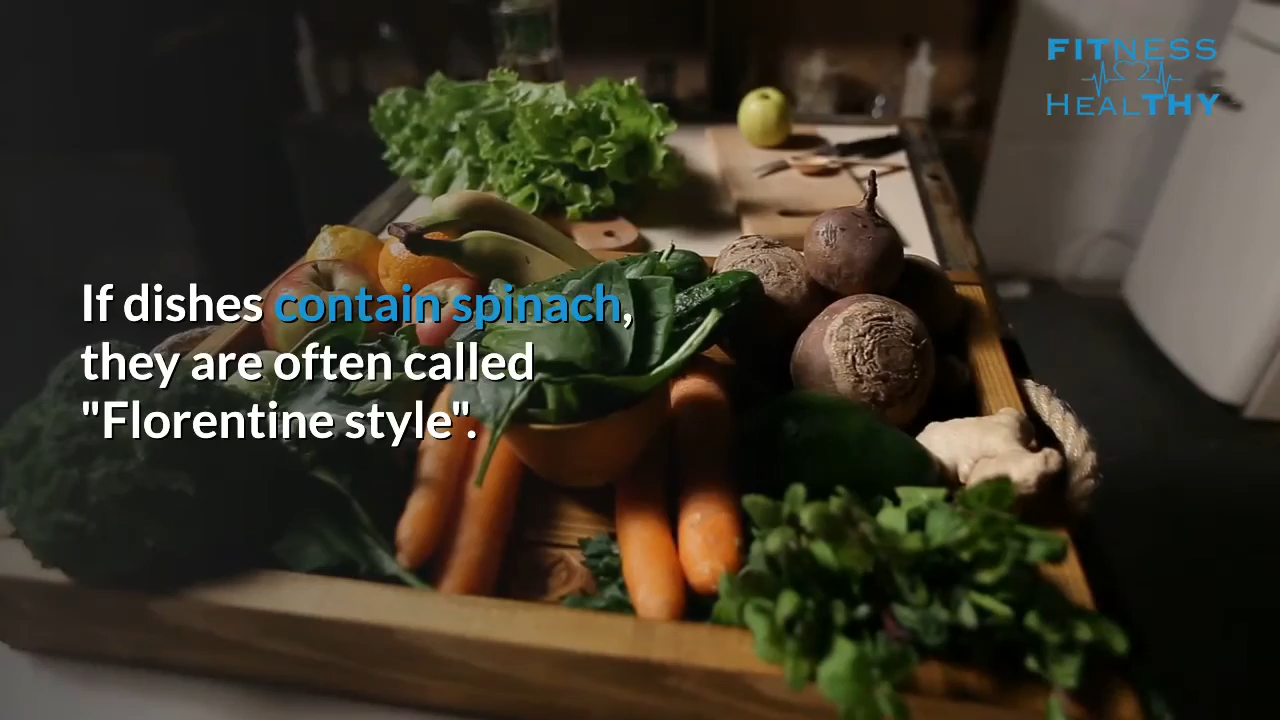 FITNESS
HEALTHY
If dishes contain spinach,
they are often called
"Florentine style".